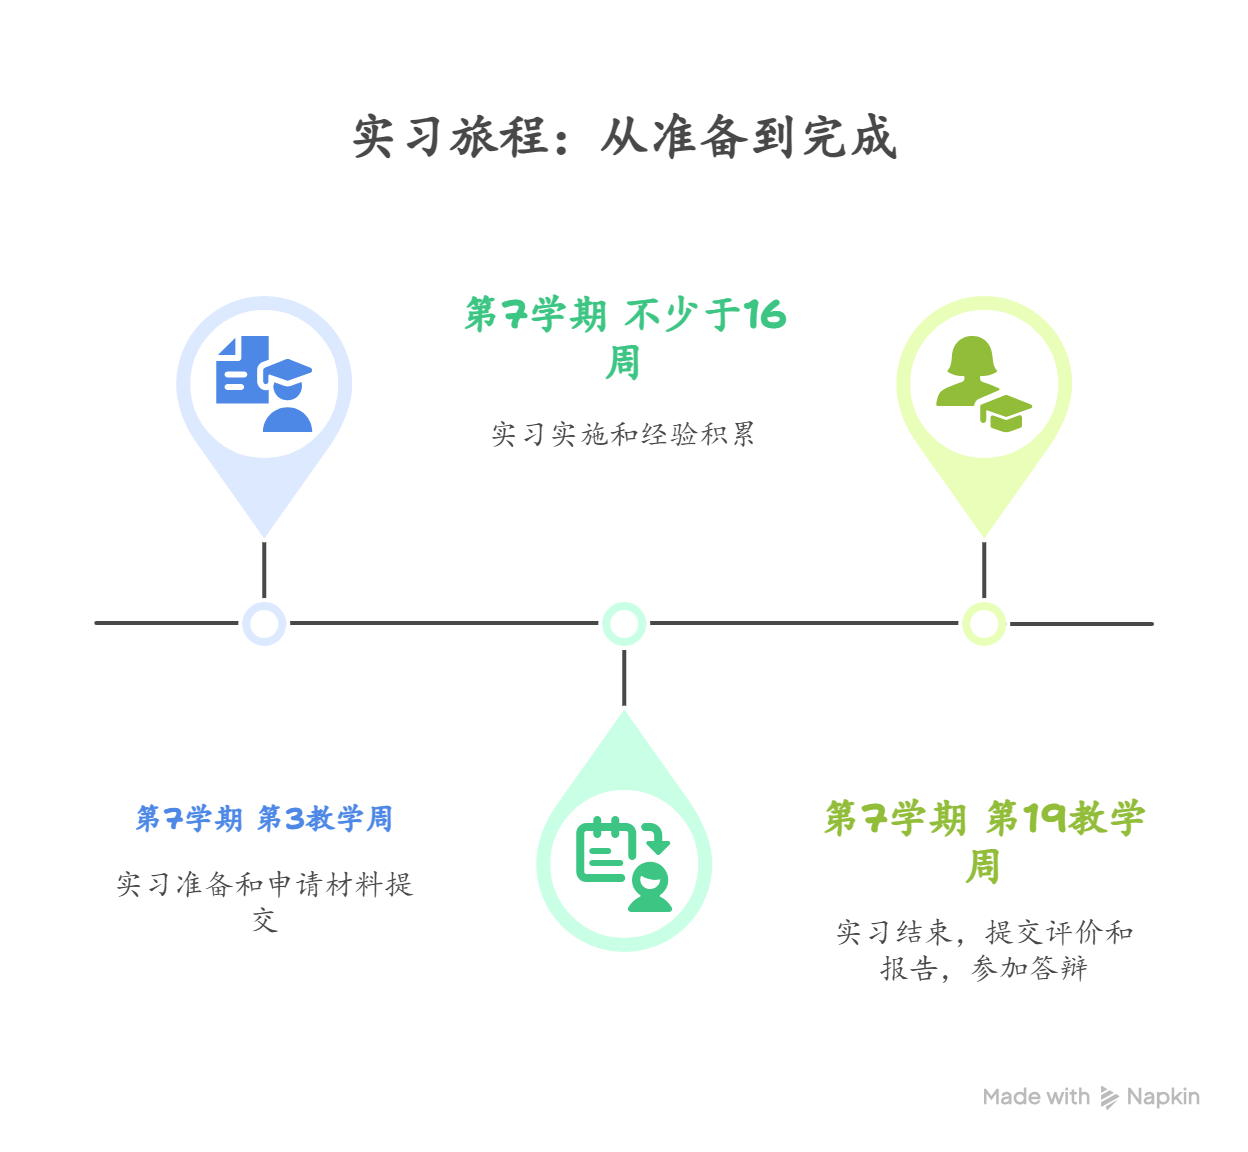 实习旅程：从准备到完成
第7学期 不少于16
周
实习实施和经验积累
第7学期 第3教学周
实习准备和申请材料提
交
第7学期 第19教学
周
实习结束，提交评价和
报告，参加答辩
Made with Napkin